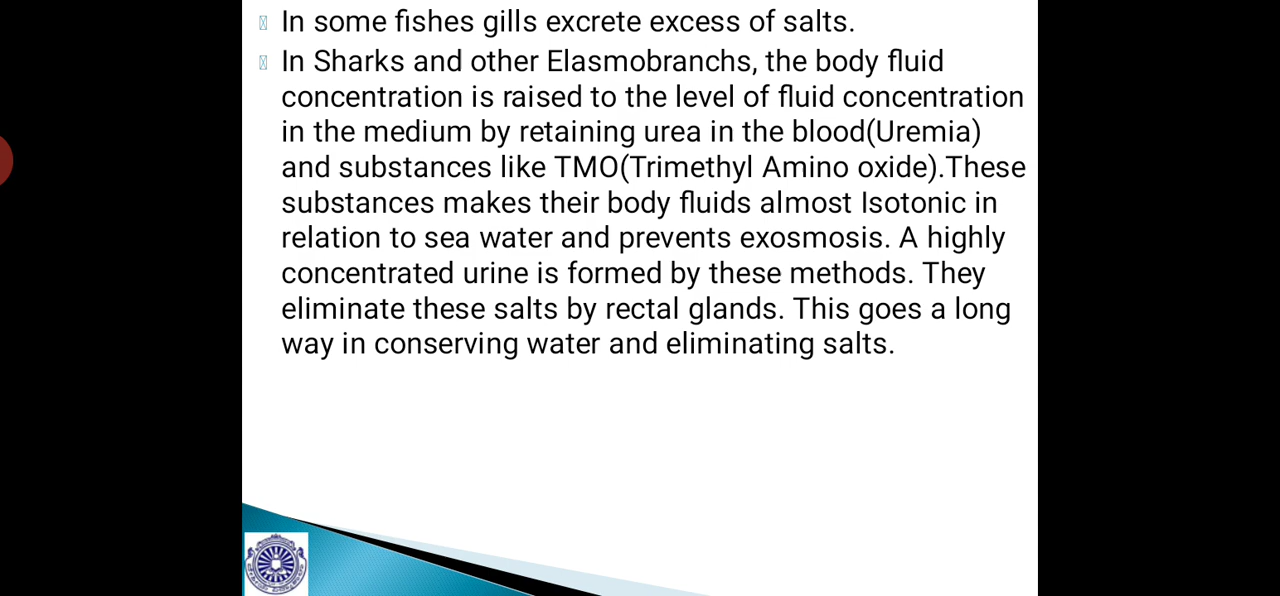 In some fishes gills excrete excess of salts.
In Sharks and other Elasmobranchs, the body fluid
concentration is raised to the level of fluid concentration
in the medium by retaining urea in the blood(Uremia)
and substances like TMO(Trimethyl Amino oxide).These
substances makes their body fluids almost Isotonic in
relation to sea water and prevents exosmosis. A highly
concentrated urine is formed by these methods. They
eliminate these salts by rectal glands. This goes a long
way in conserving water and eliminating salts.